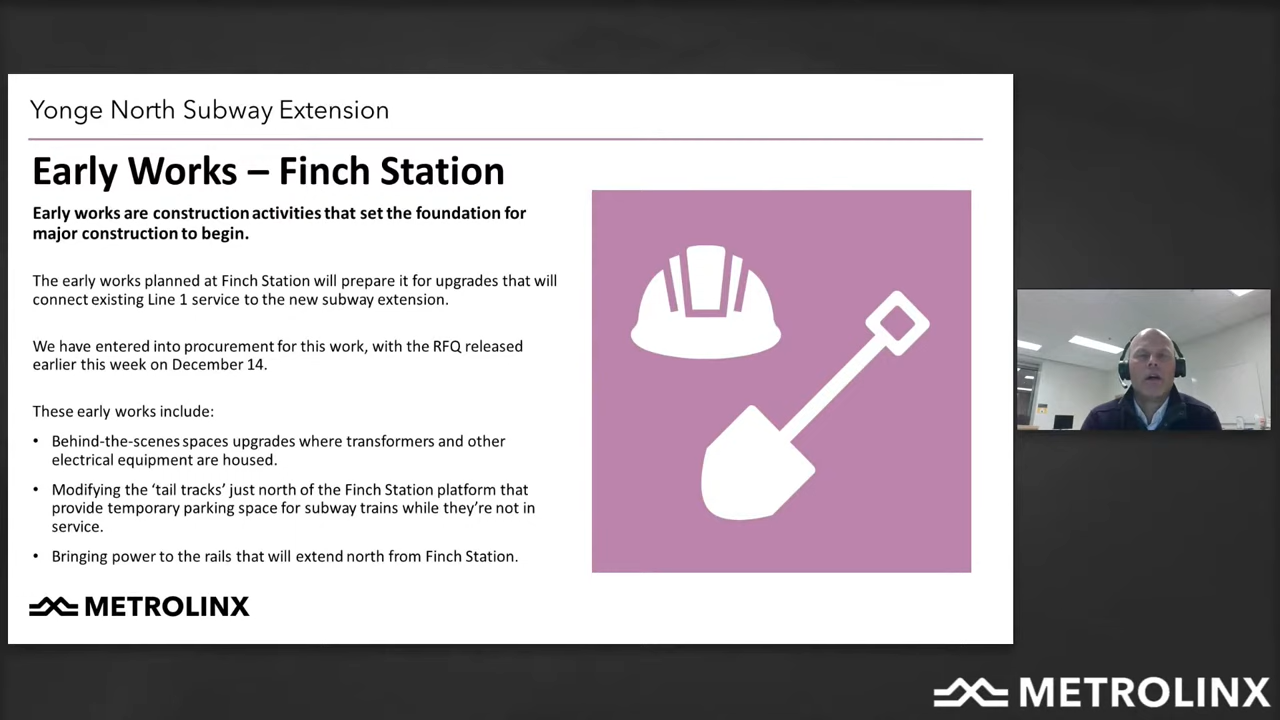 Yonge North Subway Extension
Early Works – Finch Station
Early works are construction activities that set the foundation for
major construction to begin.
The early works planned at Finch Station will prepare it for upgrades that will
connect existing Line 1 service to the new subway extension.
We have entered into procurement for this work, with the RFQ released
earlier this week on December 14.
These early works include:
• Behind-the-scenes spaces upgrades where transformers and other
electrical equipment are housed.
• Modifying the ‘tail tracks’ just north of the Finch Station platform that
provide temporary parking space for subway trains while they’re not in
service.
• Bringing power to the rails that will extend north from Finch Station.
METROLINX
METROLINX